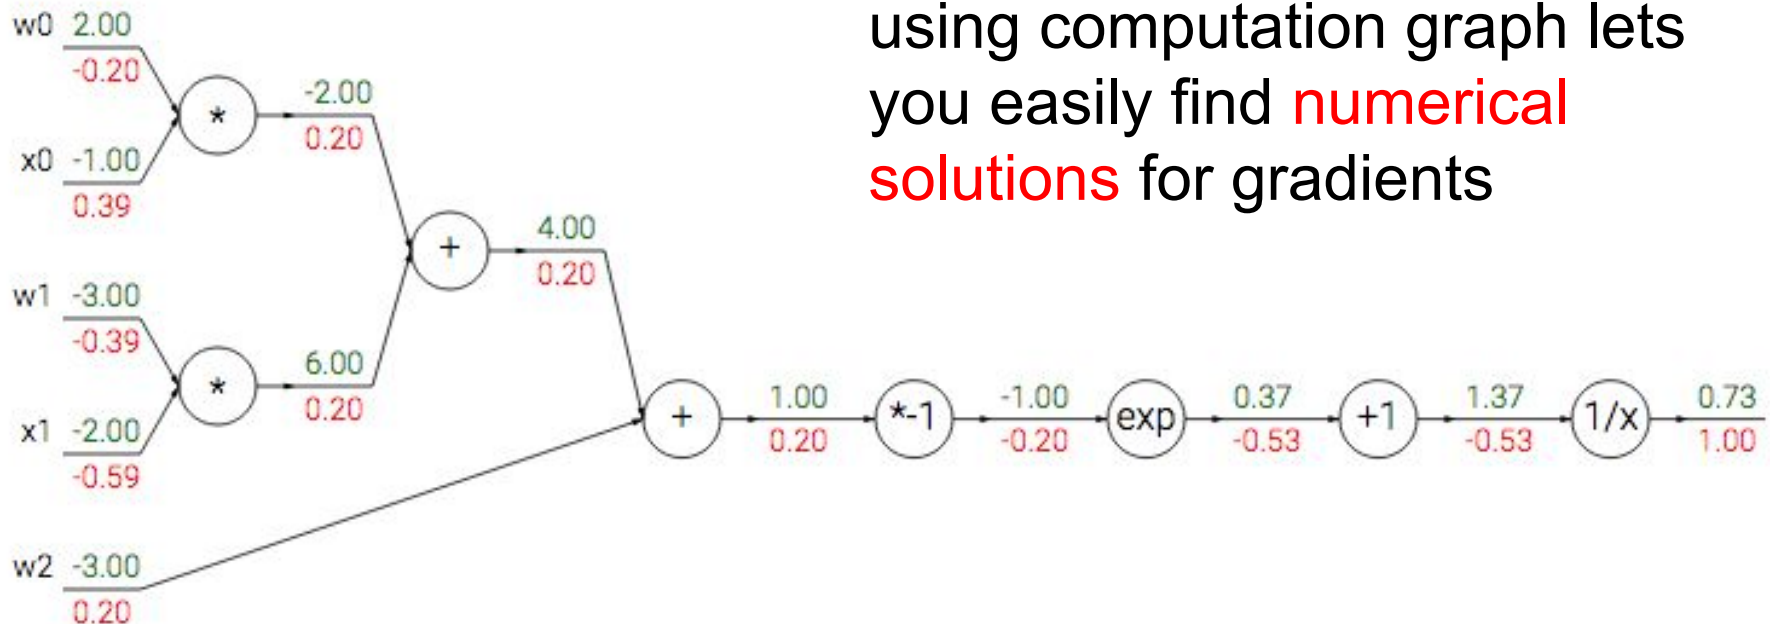 using computation graph lets
you easily find numerical
solutions for gradients
w0 2.00
-0.20
*
-2.00
0.20
x0 -1.00
0.39
+
4.00
0.20
w1 -3.00
-0.39
*
6.00
0.20
x1 -2.00
-0.59
+
1.00
0.20
*-1
-1.00
-0.20
exp
0.37
-0.53
+1
1.37
-0.53
1/x
0.73
1.00
w2 -3.00
0.20